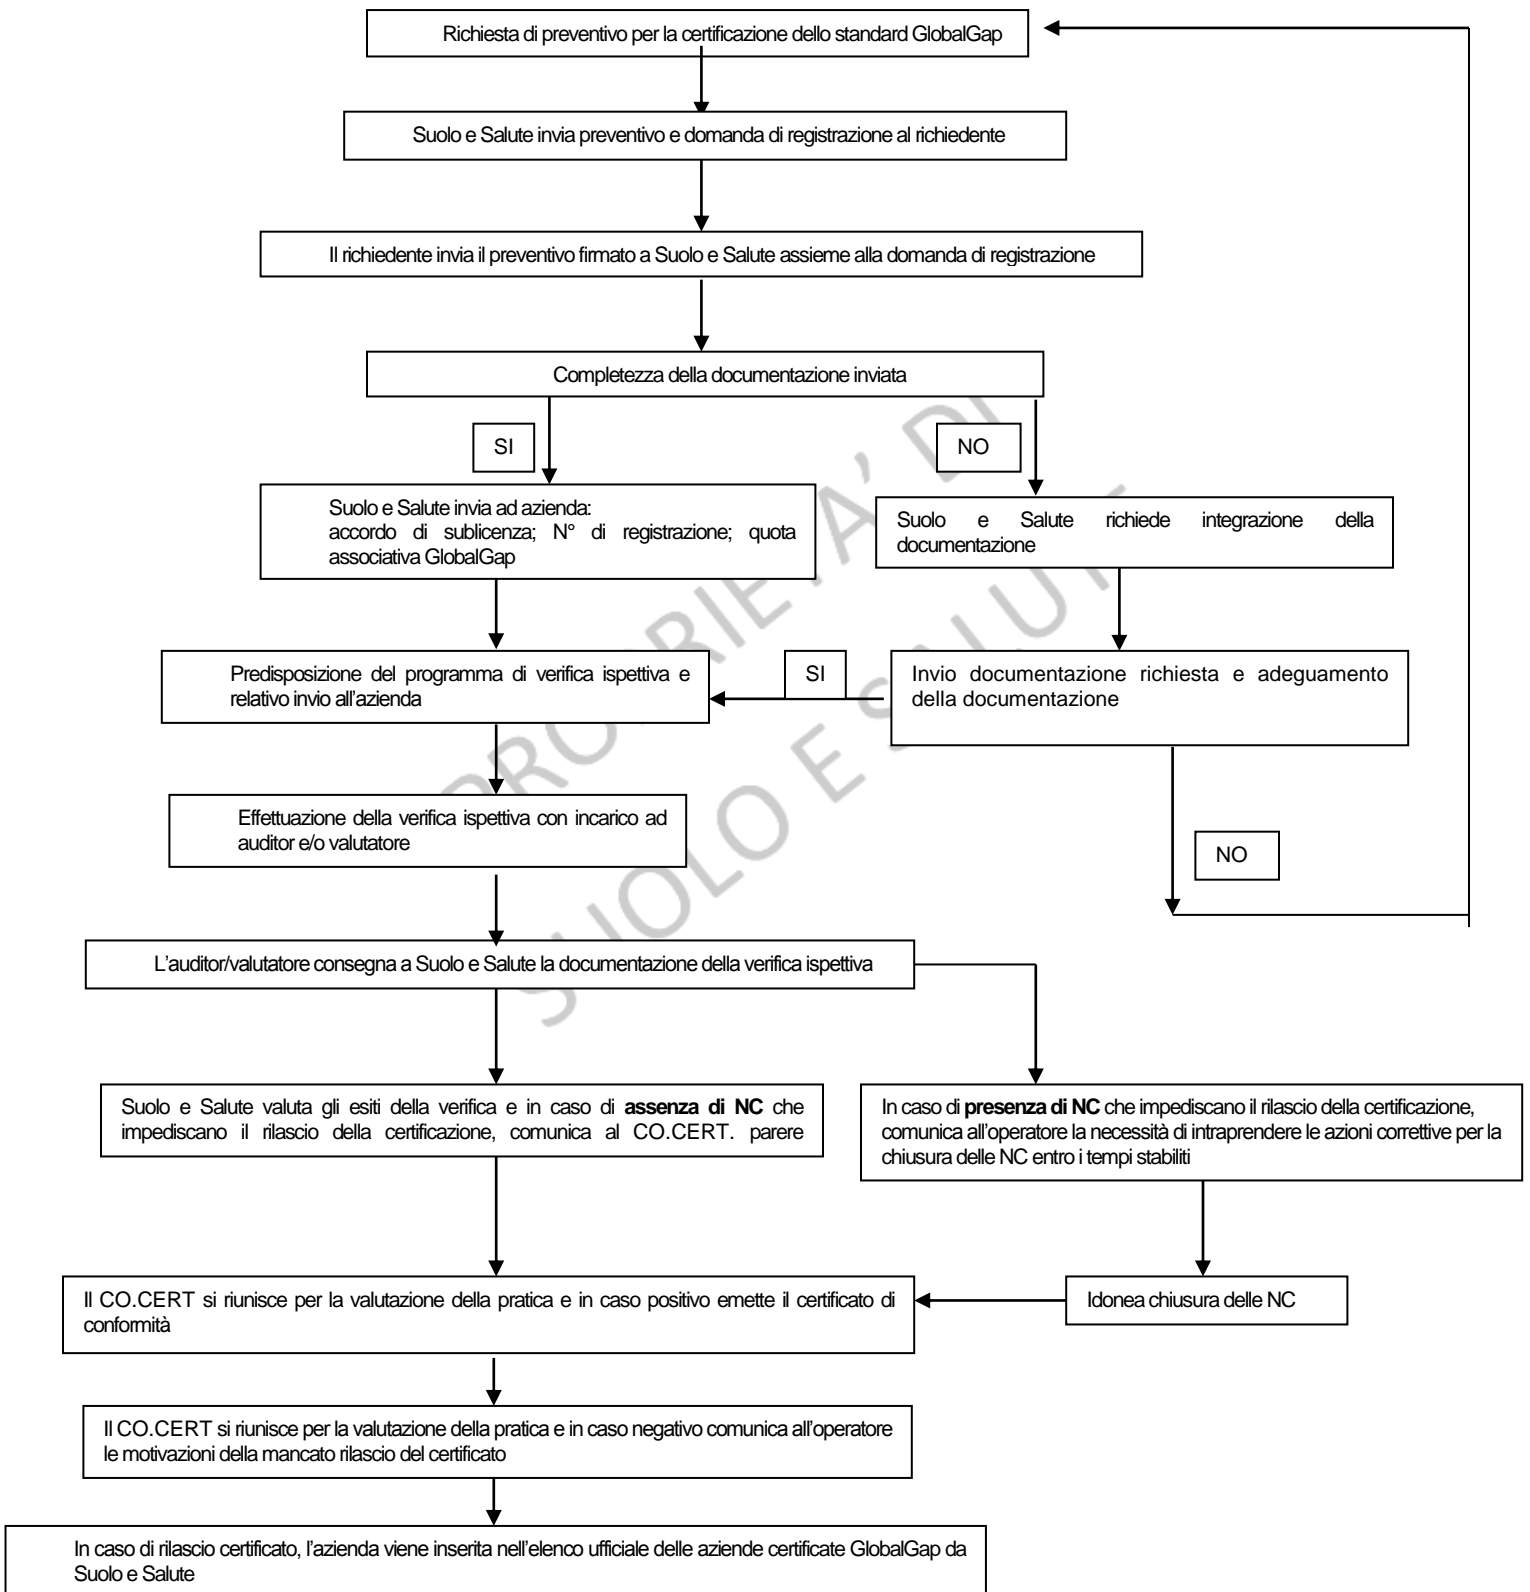 Richiesta di preventivo per la certificazione dello standard GlobalGap
Suolo e Salute invia preventivo e domanda di registrazione al richiedente
Il richiedente invia il preventivo firmato a Suolo e Salute assieme alla domanda di registrazione
Completezza della documentazione inviata
SI
NO
Suolo e Salute invia ad azienda:
accordo di sublicenza; N° di registrazione; quota
associativa GlobalGap
Suolo e Salute richiede integrazione della
documentazione
Predisposizione del programma di verifica ispettiva e
relativo invio all'azienda
SI
Invio documentazione richiesta e adeguamento
della documentazione
Effettuazione della verifica ispettiva con incarico ad
auditor e/o valutatore
NO
L'auditor/valutatore consegna a Suolo e Salute la documentazione della verifica ispettiva
Suolo e Salute valuta gli esiti della verifica e in caso di assenza di NC che
impediscano il rilascio della certificazione, comunica al CO.CERT. parere
In caso di presenza di NC che impediscano il rilascio della certificazione,
comunica all'operatore la necessità di intraprendere le azioni correttive per la
chiusura delle NC entro i tempi stabiliti
Il CO.CERT si riunisce per la valutazione della pratica e in caso positivo emette il certificato di
conformità
Idonea chiusura delle NC
Il CO.CERT si riunisce per la valutazione della pratica e in caso negativo comunica all'operatore
le motivazioni della mancato rilascio del certificato
In caso di rilascio certificato, l'azienda viene inserita nell'elenco ufficiale delle aziende certificate GlobalGap da
Suolo e Salute
PROPRIETA' DI
SUOLO E SALUTE